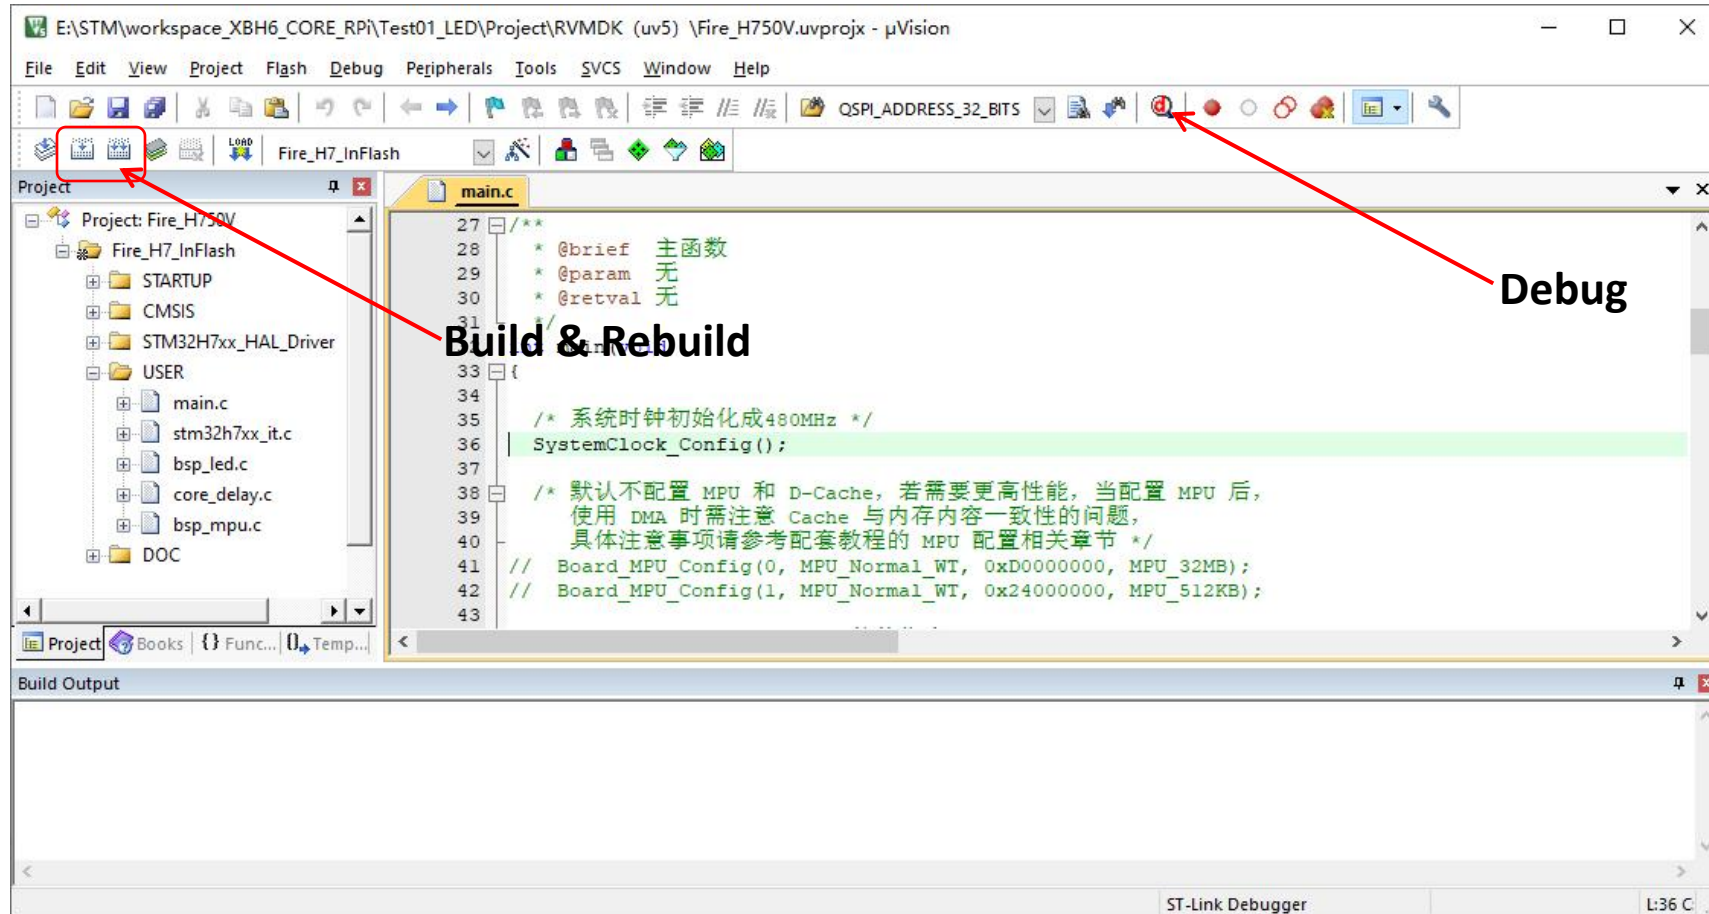 E:\STM\workspace_XBH6_CORE_RPi\Test01_LED\Project\RVMDK（uv5）\Fire_H750V.uvprojx - µVision
File Edit View Project Flash Debug Peripherals Tools SVCS Window Help
QSPI_ADDRESS_32_BITS
LOAD Fire_H7_InFlash
Project
main.c
Project: Fire_H750V
Fire_H7_InFlash
STARTUP
CMSIS
STM32H7xx_HAL_Driver
USER
main.c
stm32h7xx_it.c
bsp_led.c
core_delay.c
bsp_mpu.c
DOC
Project Books {} Func... Temp...
27 /**
28 * @brief 主函数
29 * @param 无
30 * @retval 无
31 */
int main(void
33 {
34
35 /* 系统时钟初始化成480MHz */
36 SystemClock_Config();
37
38 /* 默认不配置 MPU 和 D-Cache，若需要更高性能，当配置 MPU 后，
39 使用 DMA 时需注意 Cache 与内存内容一致性的问题，
40 具体注意事项请参考配套教程的 MPU 配置相关章节 */
41 // Board_MPU_Config(0, MPU_Normal_WT, 0xD0000000, MPU_32MB);
42 // Board_MPU_Config(1, MPU_Normal_WT, 0x24000000, MPU_512KB);
43
Build & Rebuild
Debug
Build Output
ST-Link Debugger
L:36 C: